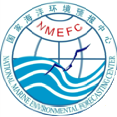 国家海洋环境预报中心
NMEFC
NATIONAL MARINE ENVIRONMENTAL FORECASTING CENTER